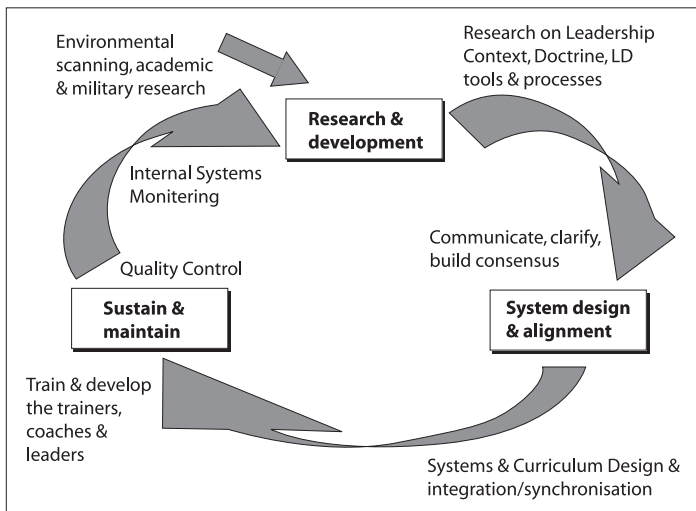 Environmental
scanning, academic
& military research
Research on Leadership
Context, Doctrine, LD
tools & processes
Research &
development
Internal Systems
Monitering
Communicate, clarify,
build consensus
Quality Control
Sustain &
maintain
System design
& alignment
Train & develop
the trainers,
coaches &
leaders
Systems & Curriculum Design &
integration/synchronisation